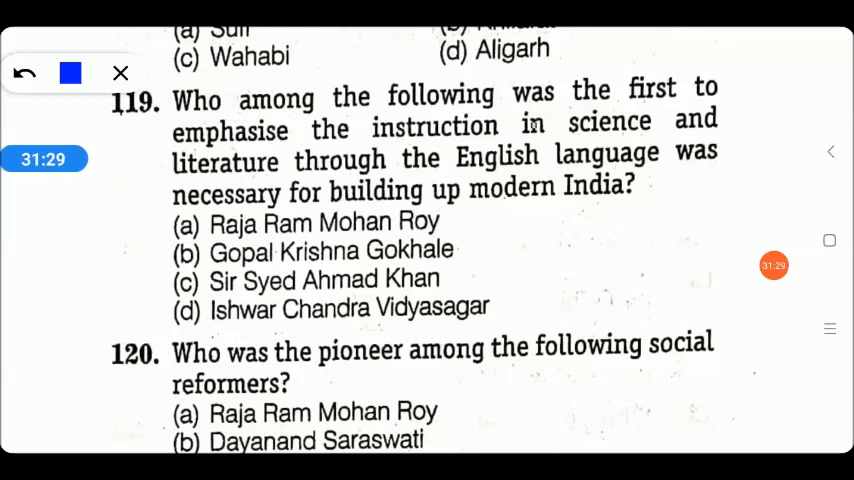 (a) Sufi
(c) Wahabi (d) Aligarh
119. Who among the following was the first to
emphasise the instruction in science and
literature through the English language was
necessary for building up modern India?
(a) Raja Ram Mohan Roy
(b) Gopal Krishna Gokhale
(c) Sir Syed Ahmad Khan
(d) Ishwar Chandra Vidyasagar
120. Who was the pioneer among the following social
reformers?
(a) Raja Ram Mohan Roy
(b) Dayanand Saraswati
31:29
31:29